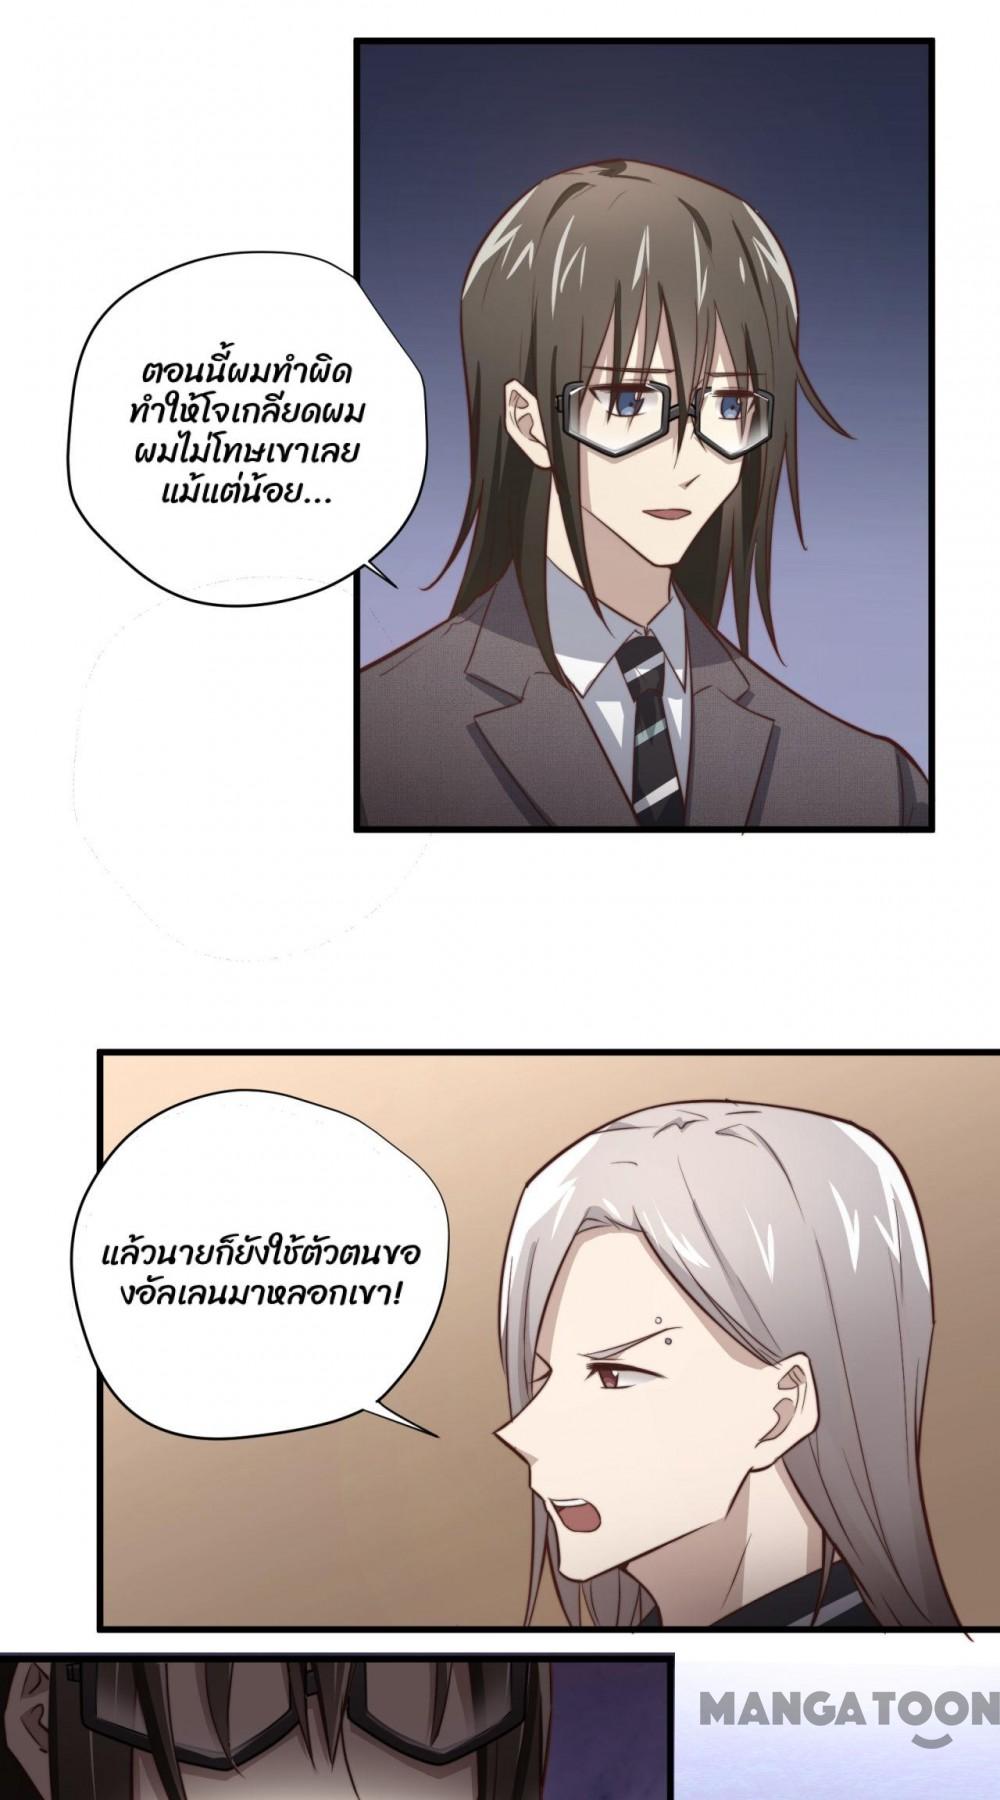 ตอนนี้ผมทำผิด
ทำให้โจเกลียดผม
ผมไม่โทษเขาเลย
แม้แต่น้อย...
แล้วนายก็ยังใช้ตัวตนขอ
งอัลเลนมาหลอกเขา!
MANGATOON